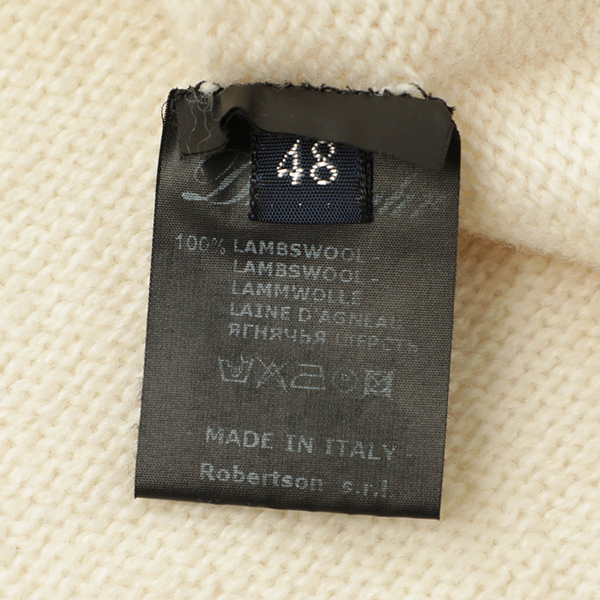 48
100% LAMBSWOOL -
LAMBSWOOL -
LAMMWOLLE
LAINE D'AGNEAU
ЯГНЯЧЬЯ ШЕРСТЬ
- MADE IN ITALY -
Robertson s.r.l.